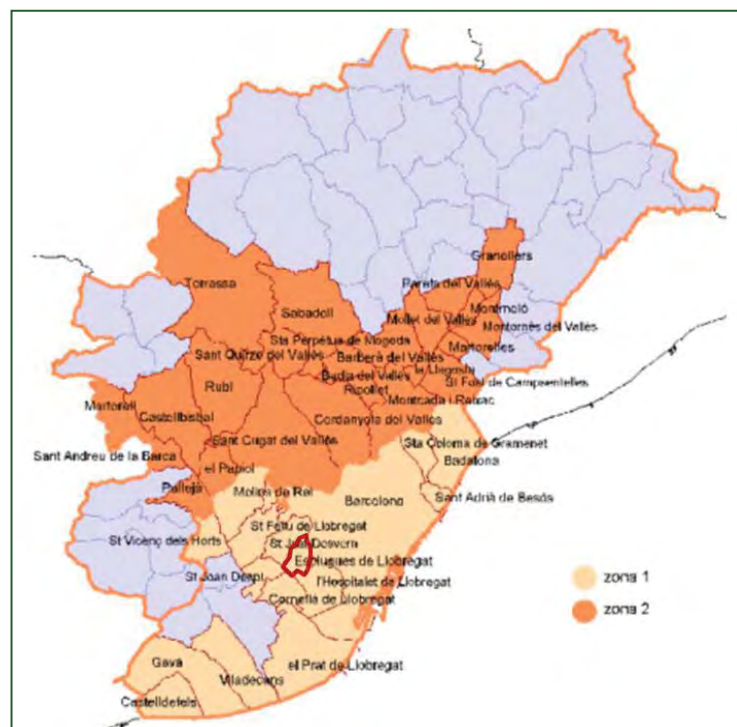 Granollers
Terrassa
Parets del Vallès
Sabadell
Montmeló
Mollet del Vallès
Montornès del Vallès
Sta Perpètua de Mogoda
Martorelles
Sant Quirze del Vallès
Barberà del Vallès
la Llagosta
Badia del Vallès
St Fost de Campsentelles
Rubí
Ripollet
Montcada i Reixac
Martorell
Castellbisbal
Cerdanyola del Vallès
Sant Cugat del Vallès
Sta Coloma de Gramenet
Sant Andreu de la Barca
Badalona
el Papiol
Pallejà
Molins de Rei
Barcelona
Sant Adrià de Besòs
St Feliu de Llobregat
St Vicenç dels Horts
St Just Desvern
Esplugues de Llobregat
St Joan Despí
l'Hospitalet de Llobregat
zona 1
Cornellà de Llobregat
zona 2
Gavà
el Prat de Llobregat
Viladecans
Castelldefels